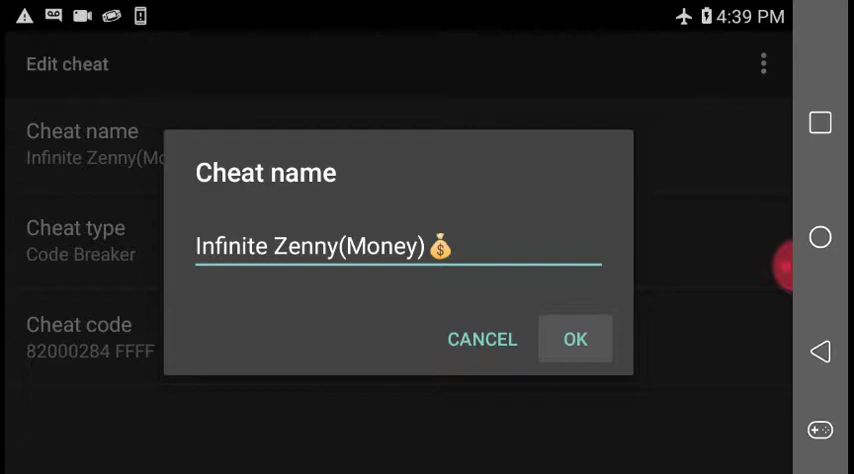 4:39 PM
Edit cheat
Cheat name
Infinite Zenny(Mo
Cheat type
Code Breaker
Cheat code
82000284 FFFF
Cheat name
Infinite Zenny(Money)💰
CANCEL OK